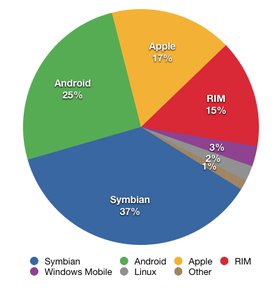 Apple
17%
Android
25%
RIM
15%
3%
2%
1%
Symbian
37%
Symbian Android Apple RIM
Windows Mobile Linux Other